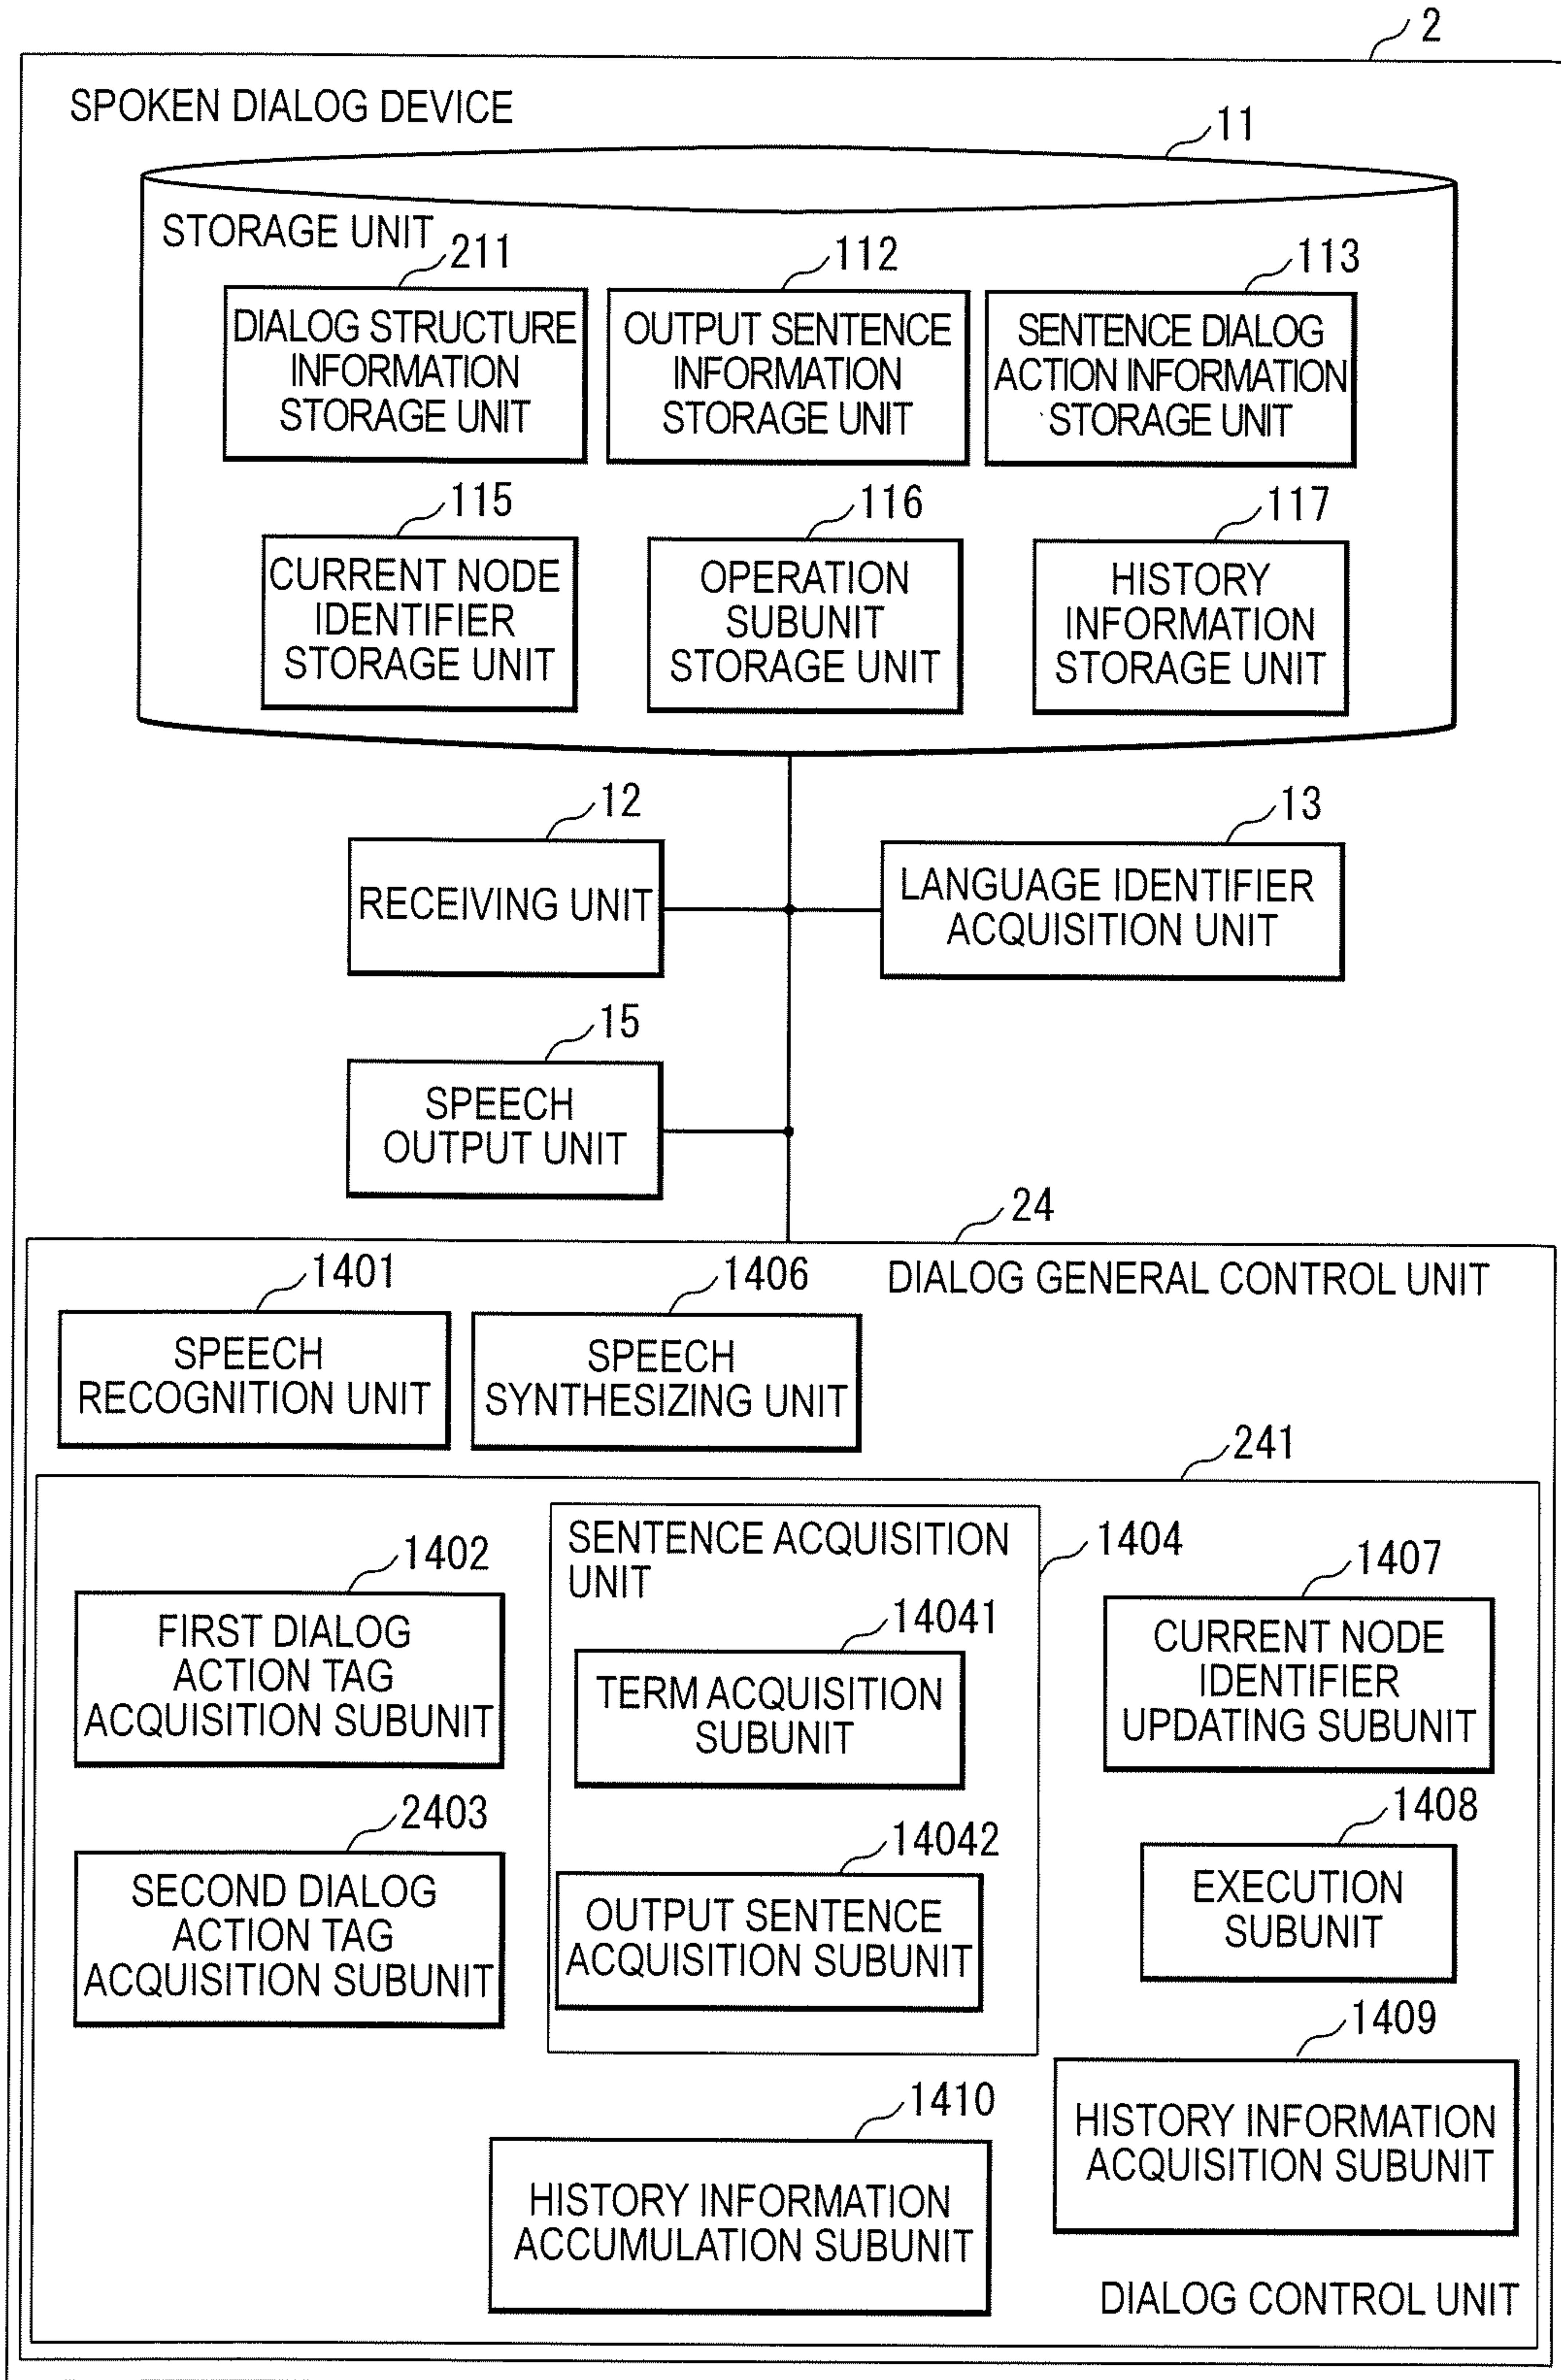 2
SPOKEN DIALOG DEVICE
11
STORAGE UNIT
211
DIALOG STRUCTURE
INFORMATION
STORAGE UNIT
112
OUTPUT SENTENCE
INFORMATION
STORAGE UNIT
113
SENTENCE DIALOG
ACTION INFORMATION
STORAGE UNIT
115
CURRENT NODE
IDENTIFIER
STORAGE UNIT
116
OPERATION
SUBUNIT
STORAGE UNIT
117
HISTORY
INFORMATION
STORAGE UNIT
12
RECEIVING UNIT
13
LANGUAGE IDENTIFIER
ACQUISITION UNIT
15
SPEECH
OUTPUT UNIT
24
DIALOG GENERAL CONTROL UNIT
1401
SPEECH
RECOGNITION UNIT
1406
SPEECH
SYNTHESIZING UNIT
241
1402
FIRST DIALOG
ACTION TAG
ACQUISITION SUBUNIT
2403
SECOND DIALOG
ACTION TAG
ACQUISITION SUBUNIT
SENTENCE ACQUISITION
UNIT
1404
14041
TERM ACQUISITION
SUBUNIT
14042
OUTPUT SENTENCE
ACQUISITION SUBUNIT
1407
CURRENT NODE
IDENTIFIER
UPDATING SUBUNIT
1408
EXECUTION
SUBUNIT
1409
HISTORY INFORMATION
ACQUISITION SUBUNIT
1410
HISTORY INFORMATION
ACCUMULATION SUBUNIT
DIALOG CONTROL UNIT